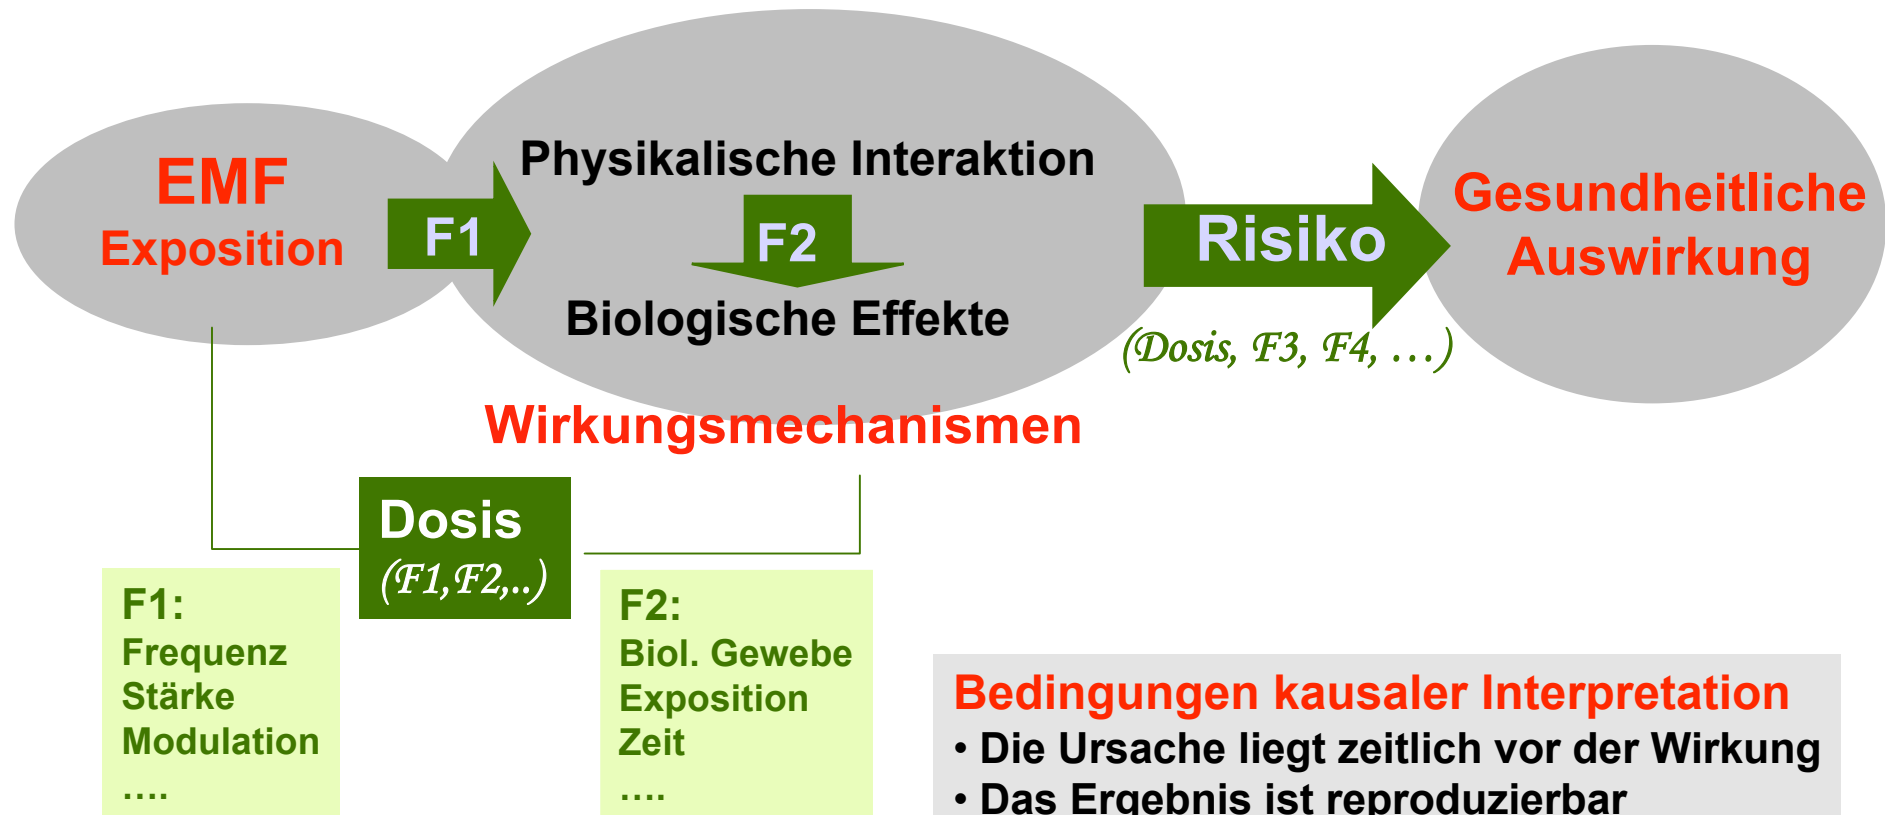 EMF
Exposition
F1
Physikalische Interaktion
F2
Biologische Effekte
Wirkungsmechanismen
Risiko
(Dosis, F3, F4, …)
Gesundheitliche
Auswirkung
Dosis
(F1,F2,..)
F1:
Frequenz
Stärke
Modulation
….
F2:
Biol. Gewebe
Exposition
Zeit
….
Bedingungen kausaler Interpretation
• Die Ursache liegt zeitlich vor der Wirkung
• Das Ergebnis ist reproduzierbar